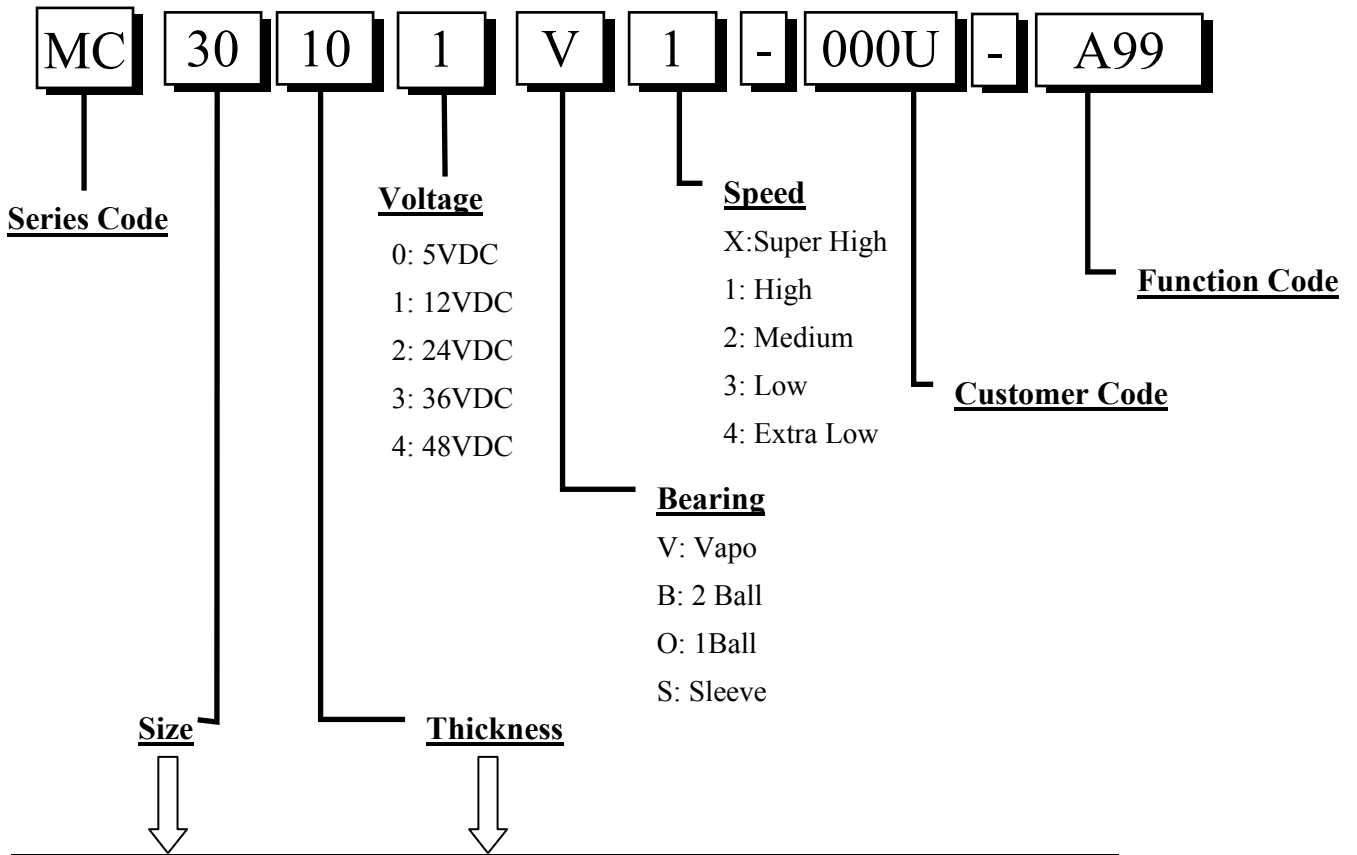 MC 30 10 1 V 1 - 000U - A99
Series Code
Voltage
0: 5VDC
1: 12VDC
2: 24VDC
3: 36VDC
4: 48VDC
Speed
X:Super High
1: High
2: Medium
3: Low
4: Extra Low
Function Code
Customer Code
Bearing
V: Vapo
B: 2 Ball
O: 1Ball
S: Sleeve
Size
Thickness